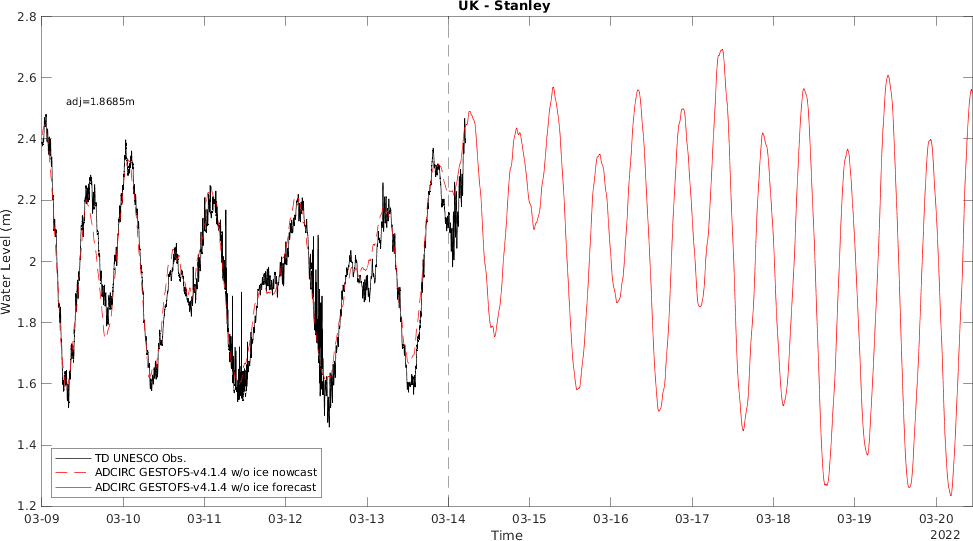 UK - Stanley
2.8
2.6
adj=1.8685m
2.4
2.2
2
1.8
1.6
1.4
1.2
Water Level (m)
TD UNESCO Obs.
ADCIRC GESTOFS-v4.1.4 w/o ice nowcast
ADCIRC GESTOFS-v4.1.4 w/o ice forecast
03-09 03-10 03-11 03-12 03-13 03-14 03-15 03-16 03-17 03-18 03-19 03-20
Time 2022